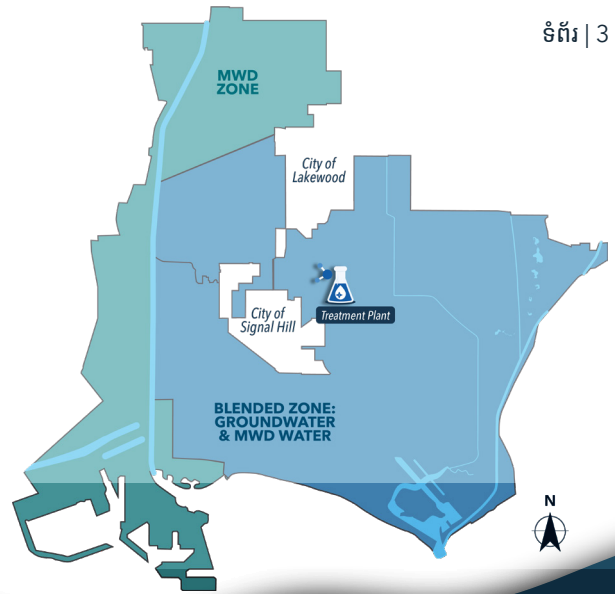 ទំព័រ | 3
MWD
ZONE
City of
Lakewood
City of
Signal Hill
Treatment Plant
BLENDED ZONE:
GROUNDWATER
& MWD WATER
N